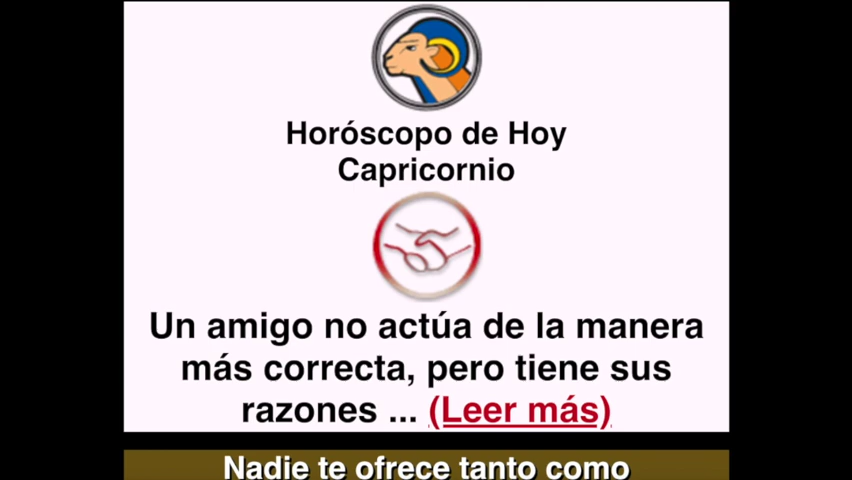 Horóscopo de Hoy
Capricornio
Un amigo no actúa de la manera
más correcta, pero tiene sus
razones ... (Leer más)
Nadie te ofrece tanto como